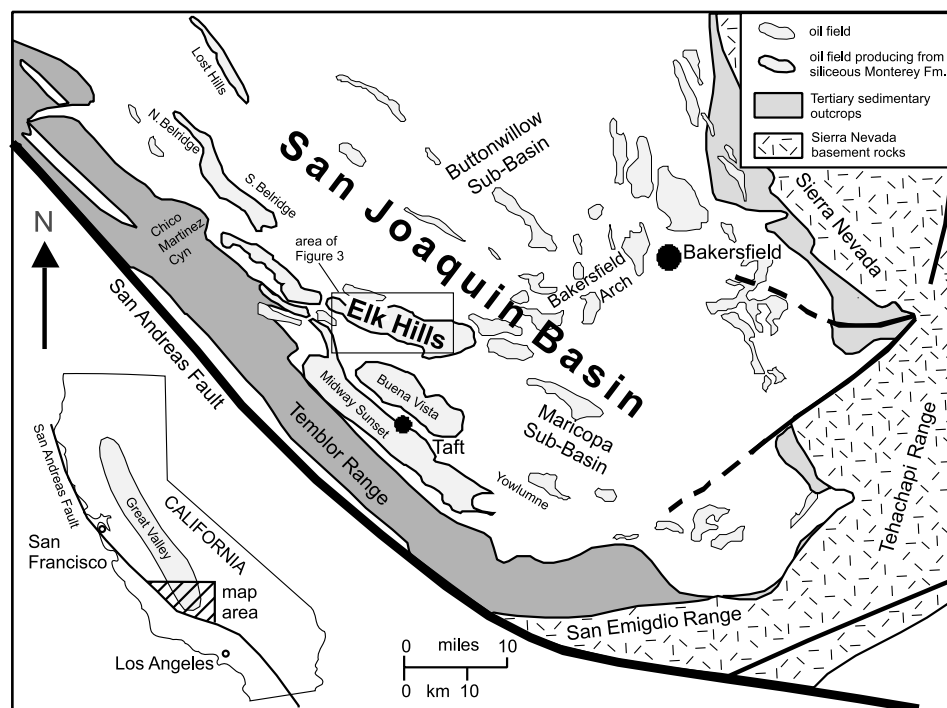 oil field
oil field producing from
siliceous Monterey Fm.
Tertiary sedimentary
outcrops
Sierra Nevada
basement rocks
Lost Hills
N. Belridge
S. Belridge
Buttonwillow
Sub-Basin
San Joaquin Basin
Sierra Nevada
N
Chico
Martinez
Cyn
area of
Figure 3
Bakersfield
Bakersfield
Arch
Elk Hills
San Andreas Fault
Midway Sunset
Buena Vista
Taft
Maricopa
Sub-Basin
Temblor Range
Yowlumne
Tehachapi Range
San Emigdio Range
San Andreas Fault
Great Valley
CALIFORNIA
San
Francisco
map
area
Los Angeles
0 miles 10
0 km 10